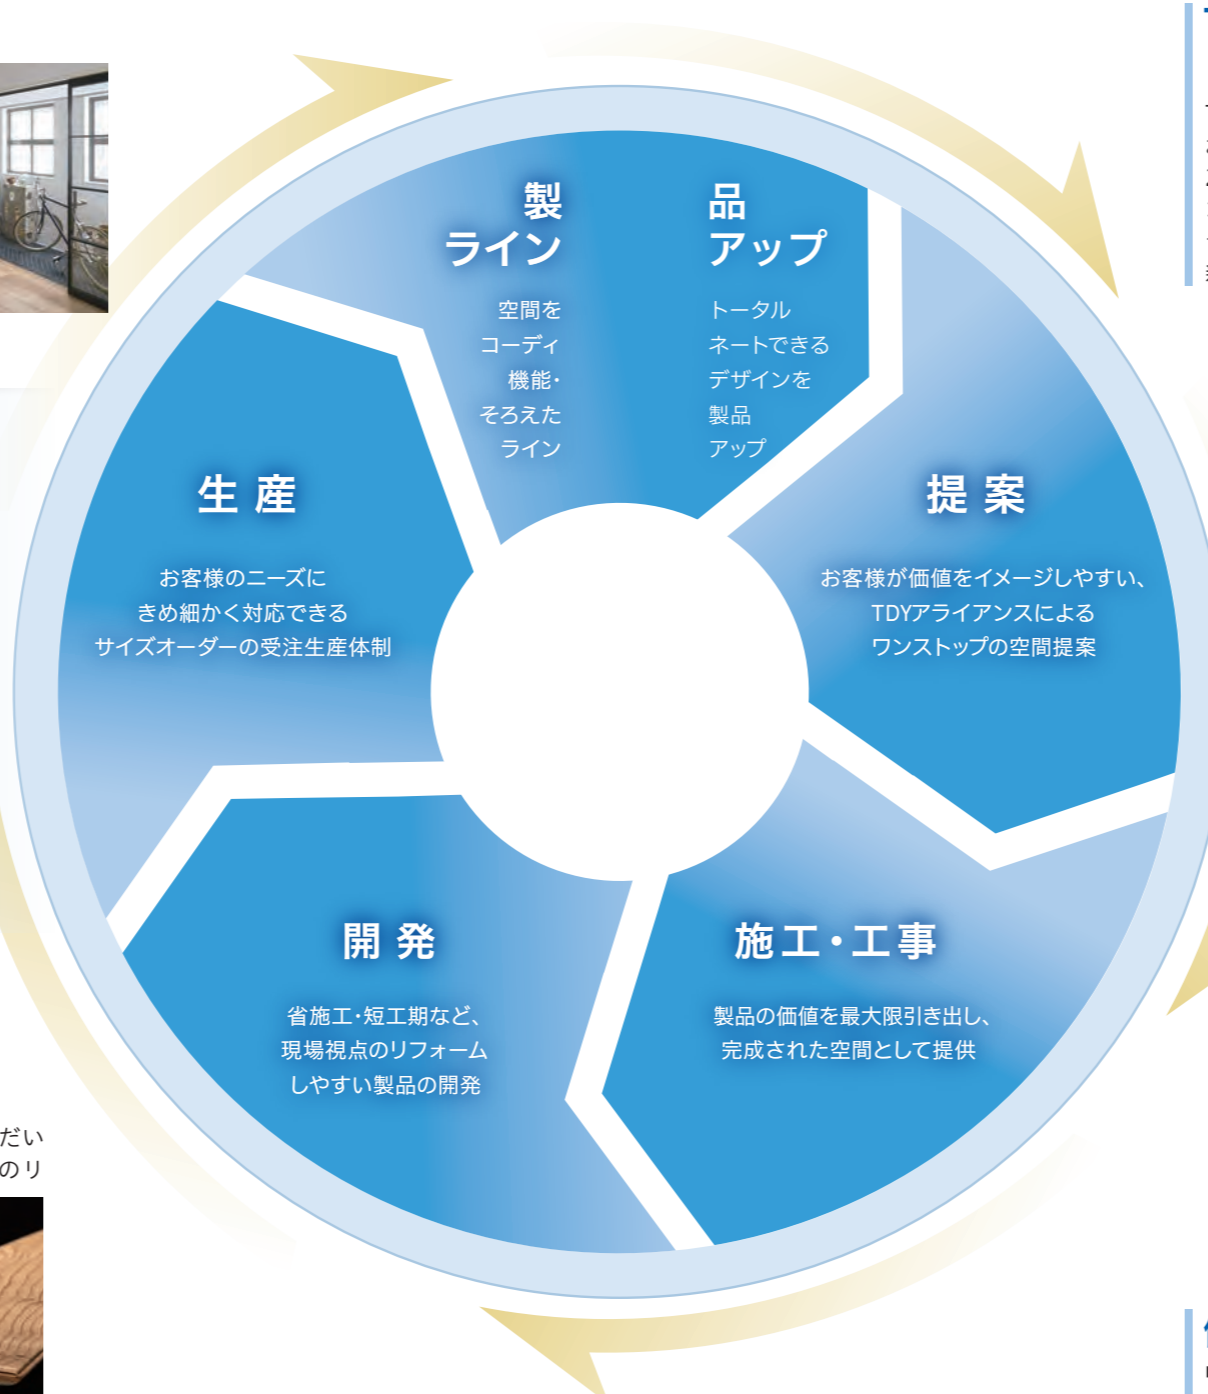 製品
ラインアップ
空間をトータル
コーディネートできる
機能・デザインを
そろえた製品
ラインアップ
生産
お客様のニーズに
きめ細かく対応できる
サイズオーダーの受注生産体制
提案
お客様が価値をイメージしやすい、
TDYアライアンスによる
ワンストップの空間提案
開発
省施工・短工期など、
現場視点のリフォーム
しやすい製品の開発
施工・工事
製品の価値を最大限引き出し、
完成された空間として提供
だい
のリ